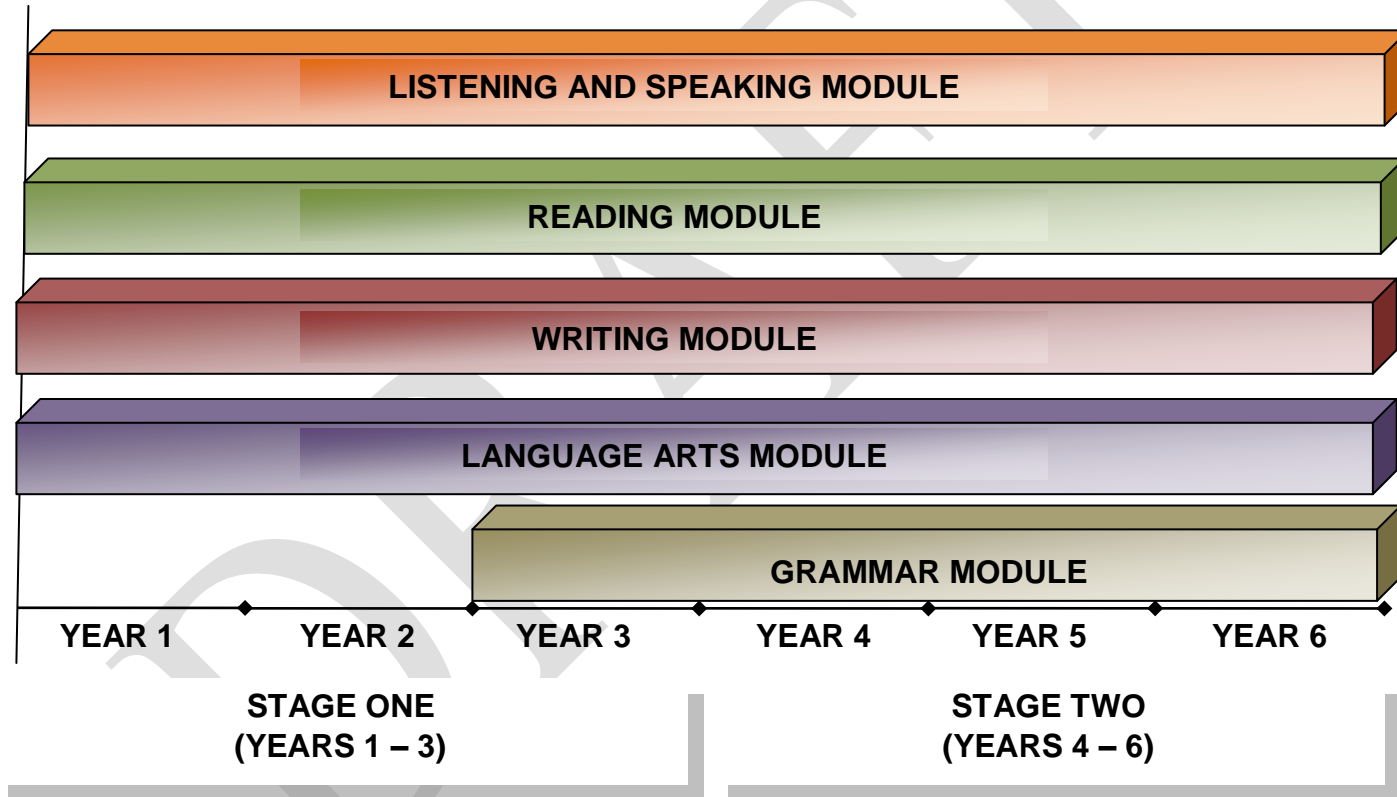 LISTENING AND SPEAKING MODULE
READING MODULE
WRITING MODULE
LANGUAGE ARTS MODULE
GRAMMAR MODULE
YEAR 1 YEAR 2 YEAR 3 YEAR 4 YEAR 5 YEAR 6
STAGE ONE
(YEARS 1 – 3)
STAGE TWO
(YEARS 4 – 6)
DRAFT